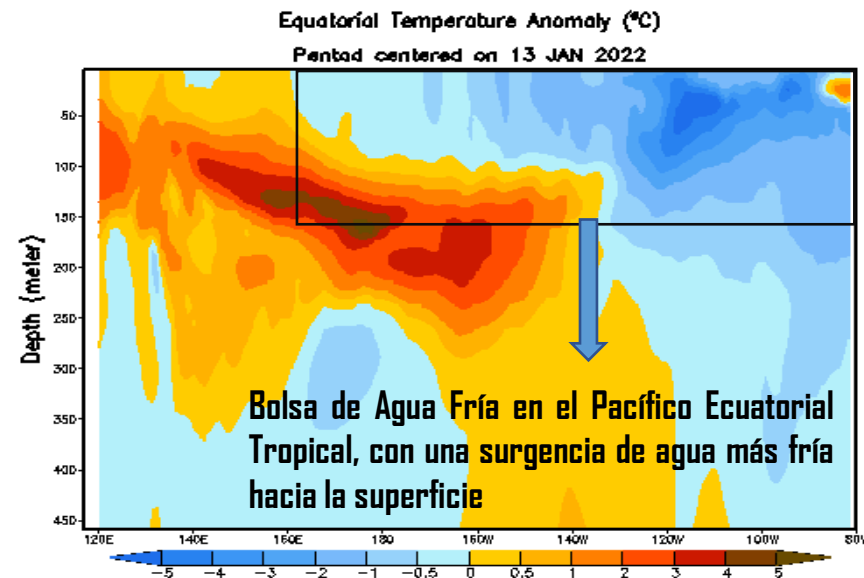 Equatorial Temperature Anomaly (°C)
Pentad centered on 13 JAN 2022
50
100
150
200
250
300
350
400
450
Depth (meter)
Bolsa de Agua Fría en el Pacífico Ecuatorial
Tropical, con una surgencia de agua más fría
hacia la superficie
120E 140E 160E 180 160W 140W 120W 100W 80W
-5 -4 -3 -2 -1 -0.5 0 0.5 1 2 3 4 5